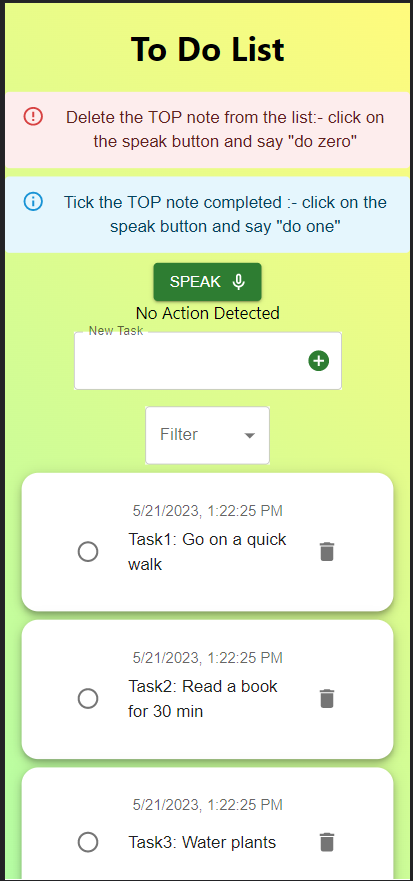 To Do List
Delete the TOP note from the list:- click on
the speak button and say "do zero"
Tick the TOP note completed :- click on the
speak button and say "do one"
SPEAK
No Action Detected
New Task
Filter
5/21/2023, 1:22:25 PM
Task1: Go on a quick
walk
5/21/2023, 1:22:25 PM
Task2: Read a book
for 30 min
5/21/2023, 1:22:25 PM
Task3: Water plants